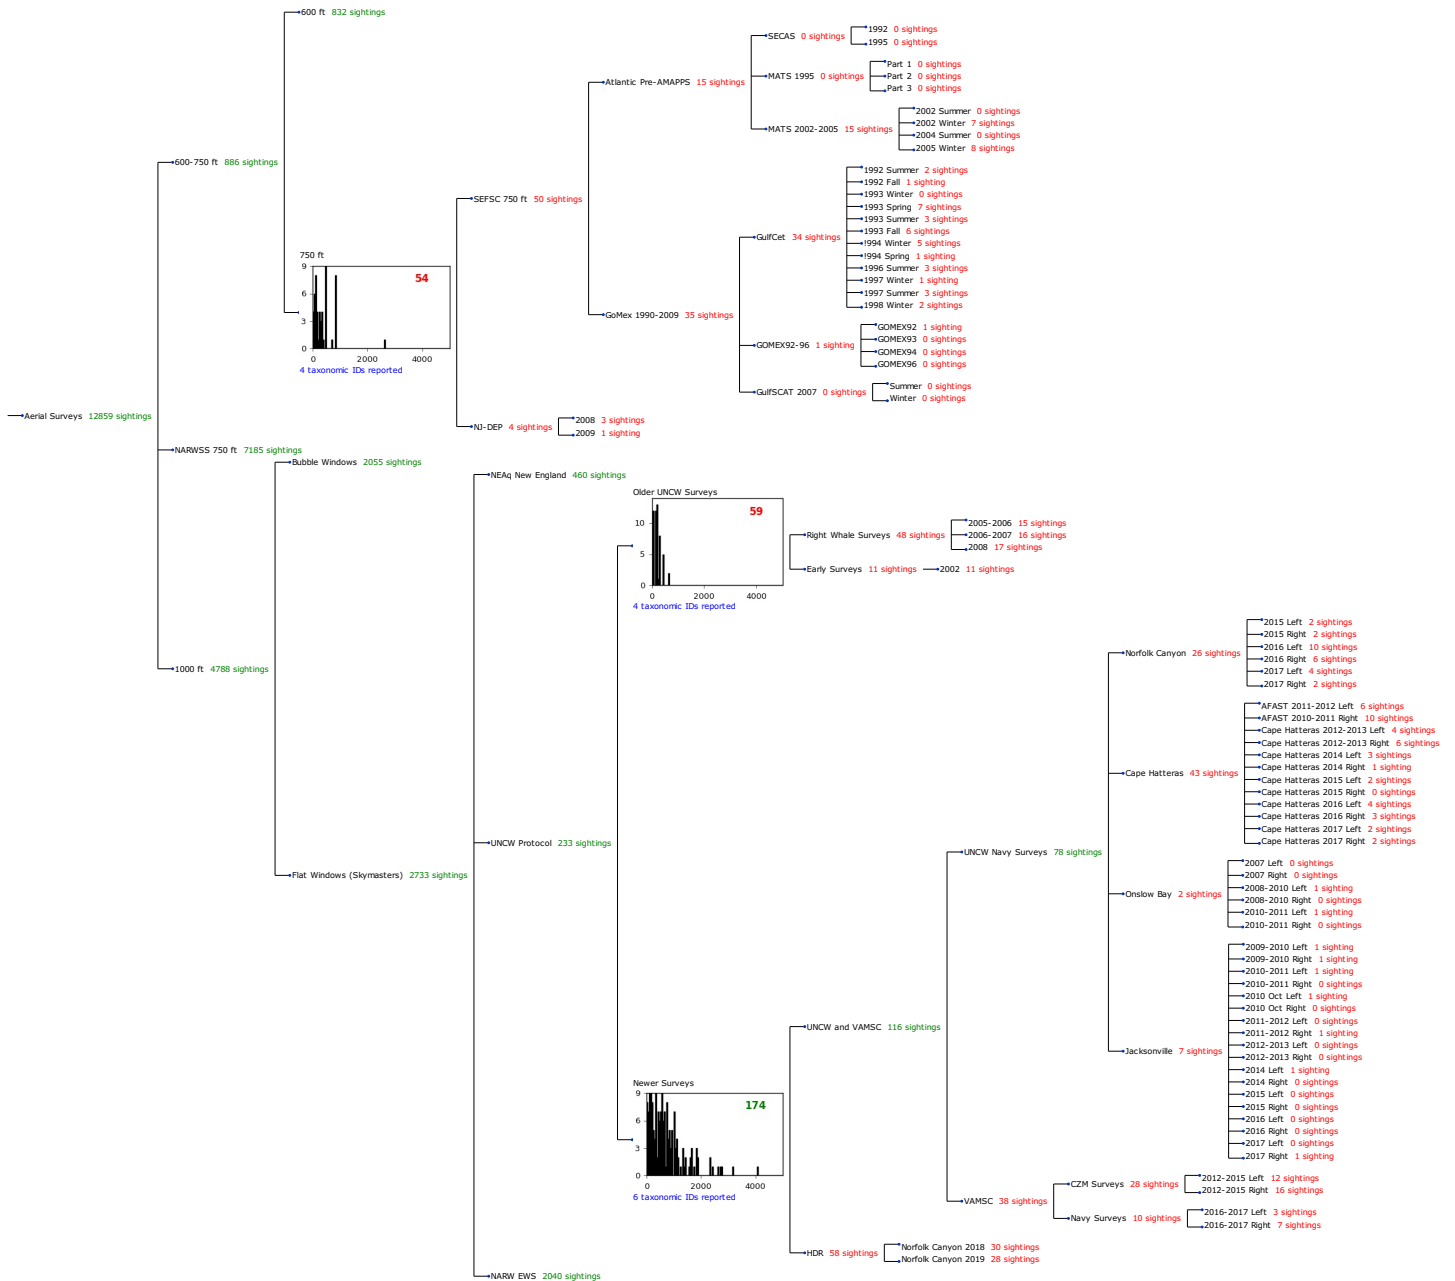 600 ft 832 sightings
SECAS 0 sightings
1992 0 sightings
1995 0 sightings
Atlantic Pre-AMAPPS 15 sightings
MATS 1995 0 sightings
Part 1 0 sightings
Part 2 0 sightings
Part 3 0 sightings
MATS 2002-2005 15 sightings
2002 Summer 0 sightings
2002 Winter 7 sightings
2004 Summer 0 sightings
2005 Winter 8 sightings
600-750 ft 886 sightings
SEFSC 750 ft 50 sightings
1992 Summer 2 sightings
1992 Fall 1 sighting
1993 Winter 0 sightings
1993 Spring 7 sightings
1993 Summer 3 sightings
1993 Fall 6 sightings
!994 Winter 5 sightings
!994 Spring 1 sighting
1996 Summer 3 sightings
1997 Winter 1 sighting
1997 Summer 3 sightings
1998 Winter 2 sightings
GulfCet 34 sightings
750 ft
54
9
6
3
0
0 2000 4000
4 taxonomic IDs reported
GoMex 1990-2009 35 sightings
GOMEX92-96 1 sighting
GOMEX92 1 sighting
GOMEX93 0 sightings
GOMEX94 0 sightings
GOMEX96 0 sightings
GulfSCAT 2007 0 sightings
Summer 0 sightings
Winter 0 sightings
Aerial Surveys 12859 sightings
NJ-DEP 4 sightings
2008 3 sightings
2009 1 sighting
NARWSS 750 ft 7185 sightings
Bubble Windows 2055 sightings
NEAq New England 460 sightings
Older UNCW Surveys
59
10
5
0
0 2000 4000
4 taxonomic IDs reported
Right Whale Surveys 48 sightings
2005-2006 15 sightings
2006-2007 16 sightings
2008 17 sightings
Early Surveys 11 sightings
2002 11 sightings
1000 ft 4788 sightings
Norfolk Canyon 26 sightings
2015 Left 2 sightings
2015 Right 2 sightings
2016 Left 10 sightings
2016 Right 6 sightings
2017 Left 4 sightings
2017 Right 2 sightings
Cape Hatteras 43 sightings
AFAST 2011-2012 Left 6 sightings
AFAST 2010-2011 Right 10 sightings
Cape Hatteras 2012-2013 Left 4 sightings
Cape Hatteras 2012-2013 Right 6 sightings
Cape Hatteras 2014 Left 3 sightings
Cape Hatteras 2014 Right 1 sighting
Cape Hatteras 2015 Left 2 sightings
Cape Hatteras 2015 Right 0 sightings
Cape Hatteras 2016 Left 4 sightings
Cape Hatteras 2016 Right 3 sightings
Cape Hatteras 2017 Left 2 sightings
Cape Hatteras 2017 Right 2 sightings
UNCW Protocol 233 sightings
UNCW Navy Surveys 78 sightings
Flat Windows (Skymasters) 2733 sightings
Onslow Bay 2 sightings
2007 Left 0 sightings
2007 Right 0 sightings
2008-2010 Left 1 sighting
2008-2010 Right 0 sightings
2010-2011 Left 1 sighting
2010-2011 Right 0 sightings
UNCW and VAMSC 116 sightings
Jacksonville 7 sightings
2009-2010 Left 1 sighting
2009-2010 Right 1 sighting
2010-2011 Left 1 sighting
2010-2011 Right 0 sightings
2010 Oct Left 1 sighting
2010 Oct Right 0 sightings
2011-2012 Left 0 sightings
2011-2012 Right 1 sighting
2012-2013 Left 0 sightings
2012-2013 Right 0 sightings
2014 Left 1 sighting
2014 Right 0 sightings
2015 Left 0 sightings
2015 Right 0 sightings
2016 Left 0 sightings
2016 Right 0 sightings
2017 Left 0 sightings
2017 Right 1 sighting
Newer Surveys
174
9
6
3
0
0 2000 4000
6 taxonomic IDs reported
VAMSC 38 sightings
CZM Surveys 28 sightings
2012-2015 Left 12 sightings
2012-2015 Right 16 sightings
Navy Surveys 10 sightings
2016-2017 Left 3 sightings
2016-2017 Right 7 sightings
HDR 58 sightings
Norfolk Canyon 2018 30 sightings
Norfolk Canyon 2019 28 sightings
NARW EWS 2040 sightings